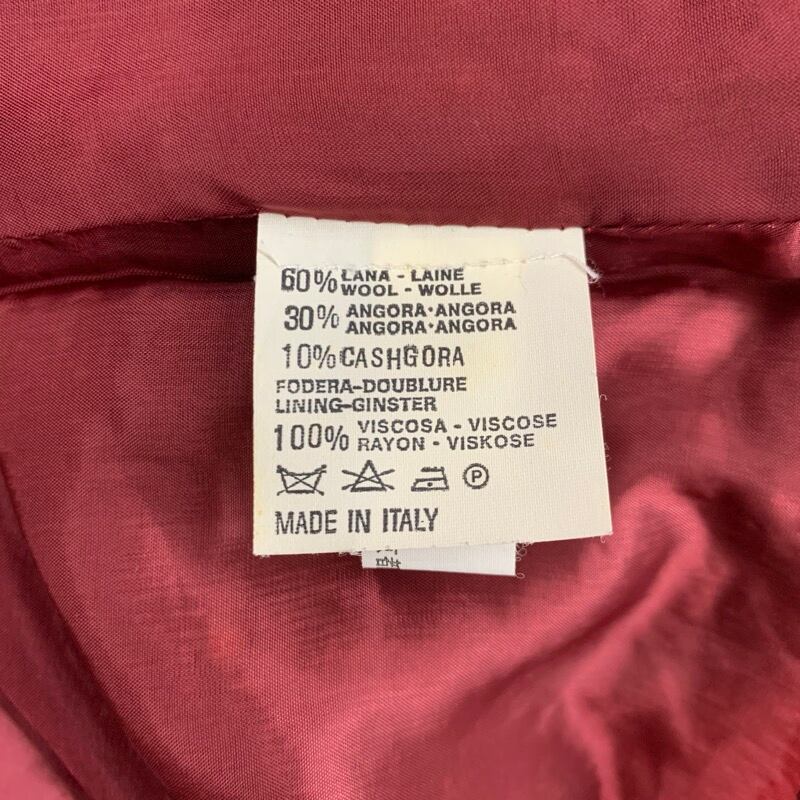 60% LANA - LAINE
WOOL - WOLLE
30% ANGORA·ANGORA
ANGORA·ANGORA
10% CASHGORA
FODERA-DOUBLURE
LINING-GINSTER
100% VISCOSA - VISCOSE
RAYON - VISKOSE
P
MADE IN ITALY